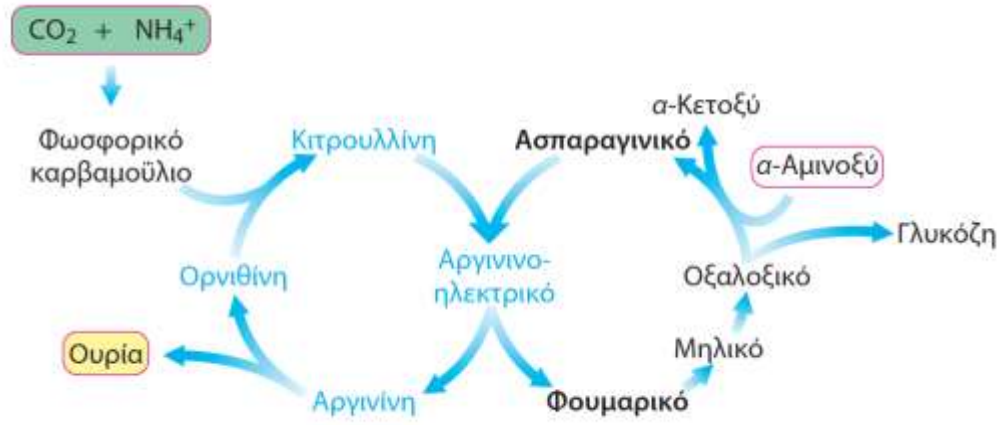 CO₂ + NH₄⁺
Φωσφορικό
καρβαμοΰλιο
Κιτρουλλίνη
Ασπαραγινικό
α-Κετοξύ
α-Αμινοξύ
Γλυκόζη
Ορνιθίνη
Αργινινο-
ηλεκτρικό
Οξαλοξικό
Μηλικό
Ουρία
Αργινίνη
Φουμαρικό